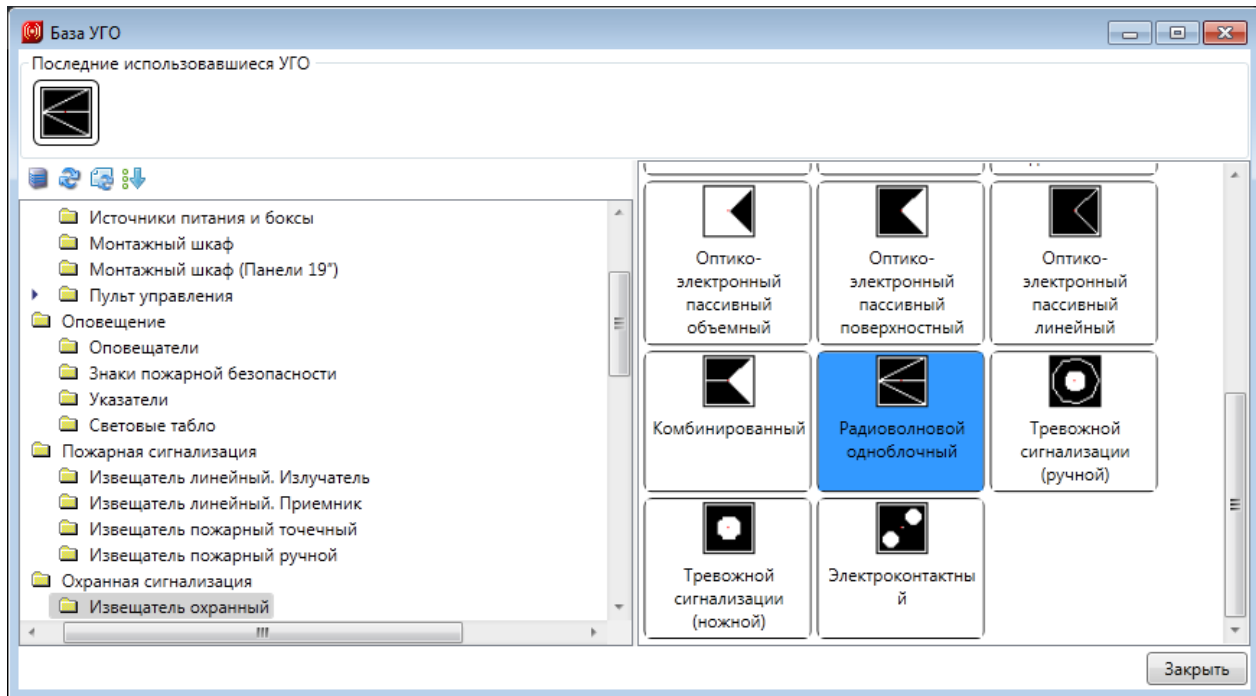 База УГО
Последние использовавшиеся УГО
Источники питания и боксы
Монтажный шкаф
Монтажный шкаф (Панели 19")
Пульт управления
Оповещение
Оповещатели
Знаки пожарной безопасности
Указатели
Световые табло
Пожарная сигнализация
Извещатель линейный. Излучатель
Извещатель линейный. Приемник
Извещатель пожарный точечный
Извещатель пожарный ручной
Охранная сигнализация
Извещатель охранный
Оптико-
электронный
пассивный
объемный
Оптико-
электронный
пассивный
поверхностный
Оптико-
электронный
пассивный
линейный
Комбинированный
Радиоволновой
одноблочный
Тревожной
сигнализации
(ручной)
Тревожной
сигнализации
(ножной)
Электроконтактны
й
Закрыть